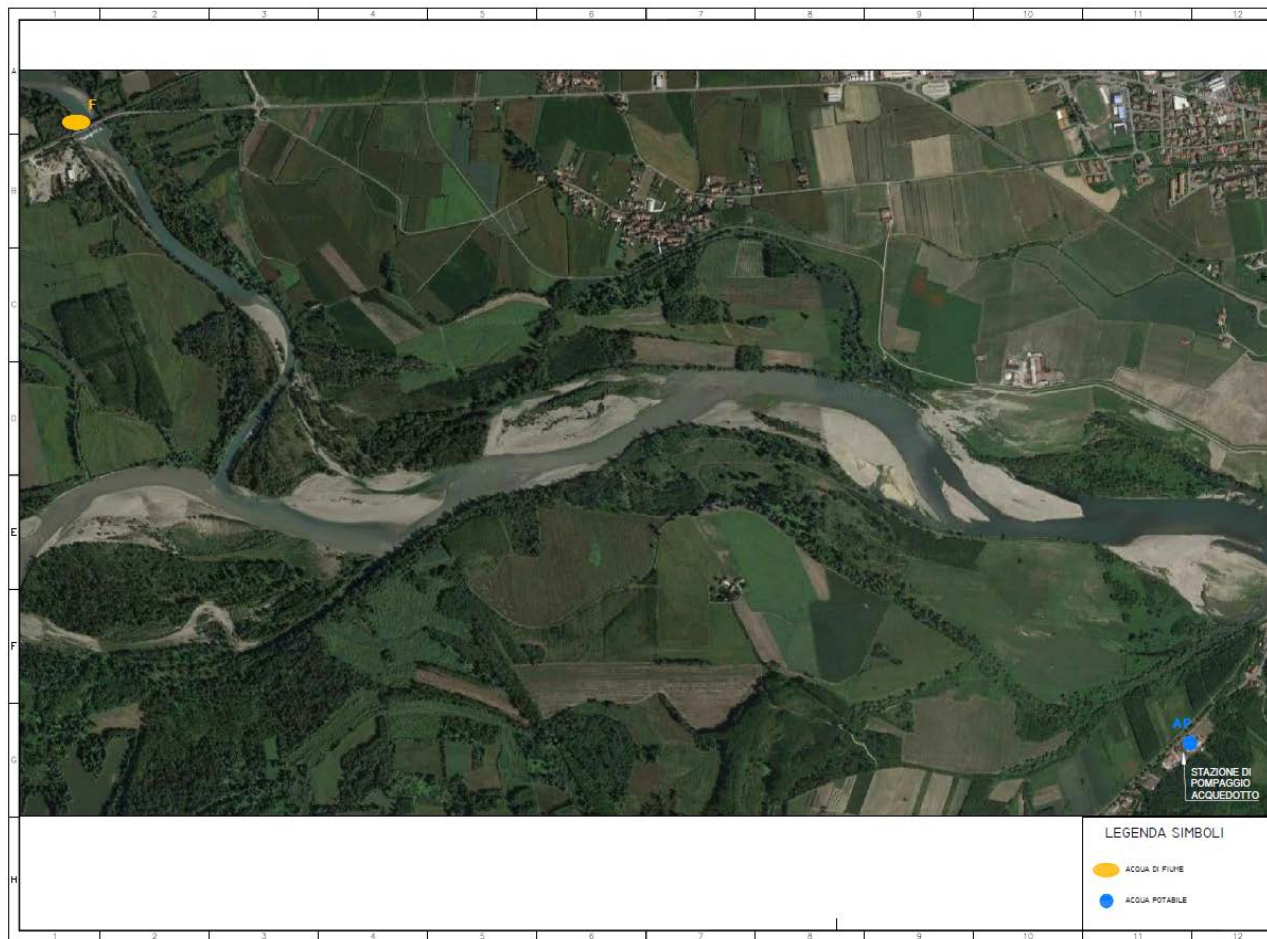 1 2 3 4 5 6 7 8 9 10 11 12
A
F
B
C
D
E
F
G
AP
STAZIONE DI
POMPAGGIO
ACQUEDOTTO
LEGENDA SIMBOLI
ACQUA DI FIUME
H
ACQUA POTABILE
1 2 3 4 5 6 7 8 9 10 11 12